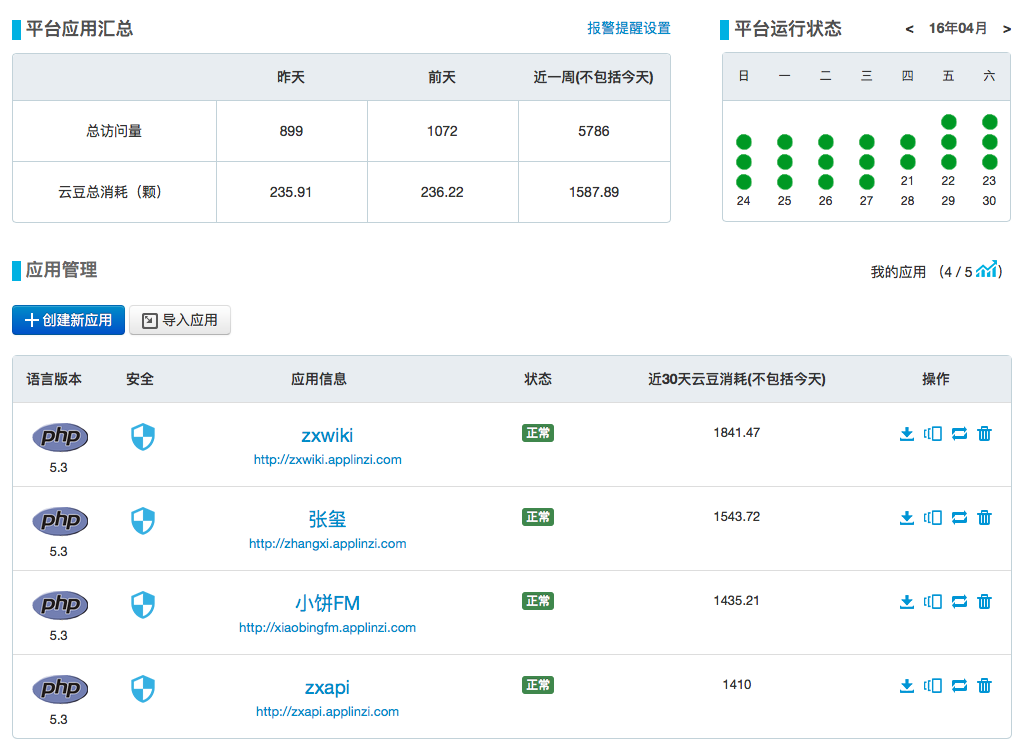 平台应用汇总 报警提醒设置
昨天 前天 近一周(不包括今天)
总访问量 899 1072 5786
云豆总消耗（颗） 235.91 236.22 1587.89
平台运行状态 < 16年04月 >
日 一 二 三 四 五 六
21 22 23
24 25 26 27 28 29 30
应用管理 我的应用 (4 / 5)
创建新应用 导入应用
语言版本 安全 应用信息 状态 近30天云豆消耗(不包括今天) 操作
php zxwiki 正常 1841.47
5.3 http://zxwiki.applinzi.com
php 张玺 正常 1543.72
5.3 http://zhangxi.applinzi.com
php 小饼FM 正常 1435.21
5.3 http://xiaobingfm.applinzi.com
php zxapi 正常 1410
5.3 http://zxapi.applinzi.com